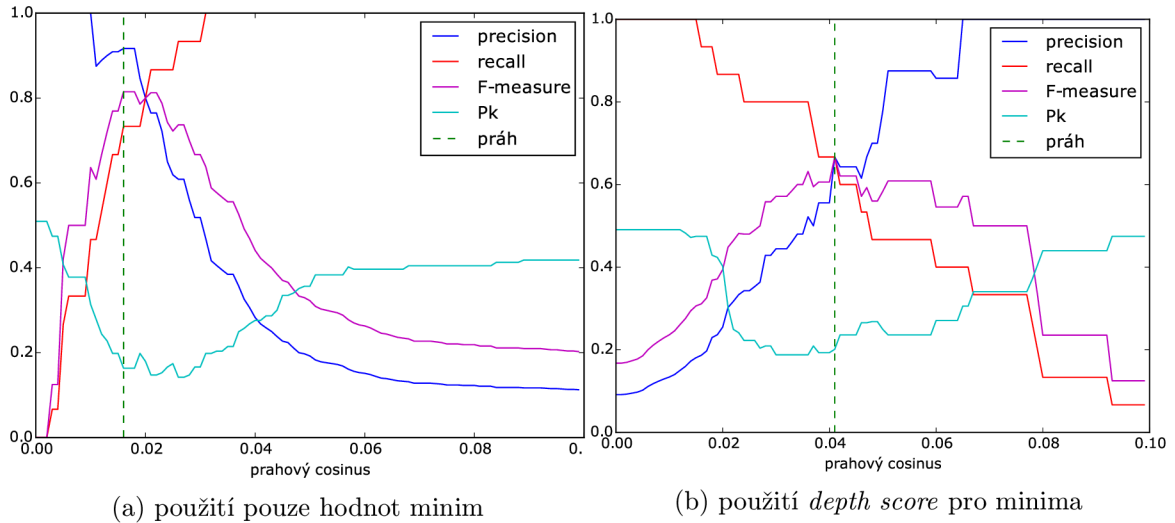 1.0
0.8
0.6
0.4
0.2
0.0
0.00
0.02
0.04
0.06
0.08
0.
prahový cosinus
precision
recall
F-measure
Pk
práh
(a) použití pouze hodnot minim
1.0
0.8
0.6
0.4
0.2
0.0
0.00
0.02
0.04
0.06
0.08
0.10
prahový cosinus
precision
recall
F-measure
Pk
práh
(b) použití depth score pro minima